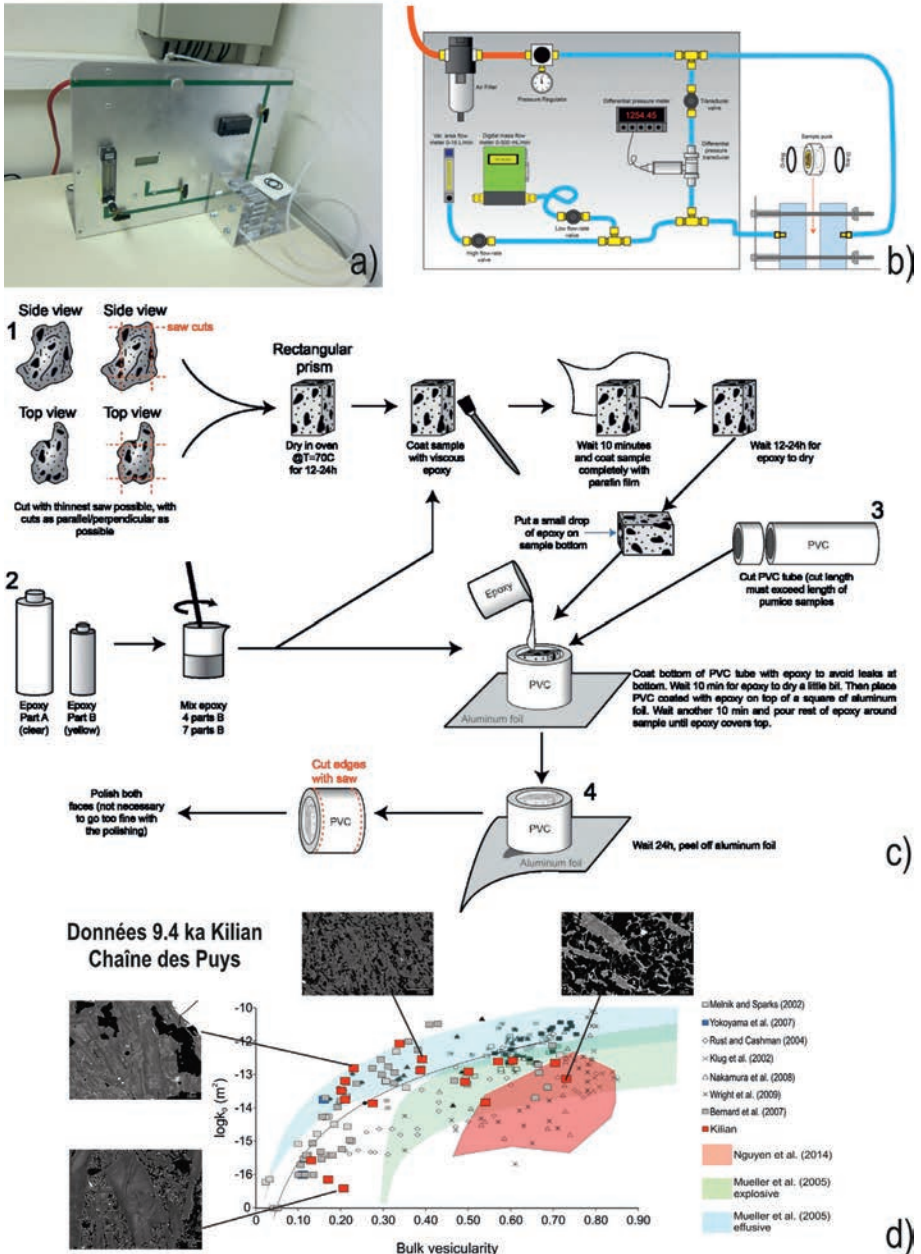 a)
Air Filter
Pressure Regulator
Differential pressure meter
1254.45
Transducer
valve
Var. area flow
meter 0-10 L/min
Digital mass flow
meter 0-500 mL/min
Differential
pressure
transducer
Sample puck
O-ring
O-ring
Low flow-rate
valve
High flow-rate
valve
b)
1
Side view
Side view
saw cuts
Top view
Top view
Cut with thinnest saw possible, with
cuts as parallel/perpendicular as
possible
Rectangular
prism
Dry in oven
@T=70C
for 12-24h
Coat sample
with viscous
epoxy
Wait 10 minutes
and coat sample
completely with
parafin film
Wait 12-24h for
epoxy to dry
Put a small drop
of epoxy on
sample bottom
3
PVC
Cut PVC tube (cut length
must exceed length of
pumice samples
2
Epoxy
Part A
(clear)
Epoxy
Part B
(yellow)
Mix epoxy
4 parts B
7 parts B
Epoxy
PVC
Aluminum foil
Coat bottom of PVC tube with epoxy to avoid leaks at
bottom. Wait 10 min for epoxy to dry a little bit. Then place
PVC coated with epoxy on top of a square of aluminum
foil. Wait another 10 min and pour rest of epoxy around
sample until epoxy covers top.
4
PVC
Aluminum foil
Wait 24h, peel off aluminum foil
Cut edges
with saw
PVC
Polish both
faces (not necessary
to go too fine with
the polishing)
c)
Données 9.4 ka Kilian
Chaîne des Puys
-10
-11
-12
-13
-14
-15
-16
0
logk₀ (m²)
0 0.10 0.20 0.30 0.40 0.50 0.60 0.70 0.80 0.90
Bulk vesicularity
Melnik and Sparks (2002)
Yokoyama et al. (2007)
Rust and Cashman (2004)
Klug et al. (2002)
Nakamura et al. (2008)
Wright et al. (2009)
Bernard et al. (2007)
Kilian
Nguyen et al. (2014)
Mueller et al. (2005)
explosive
Mueller et al. (2005)
effusive
d)